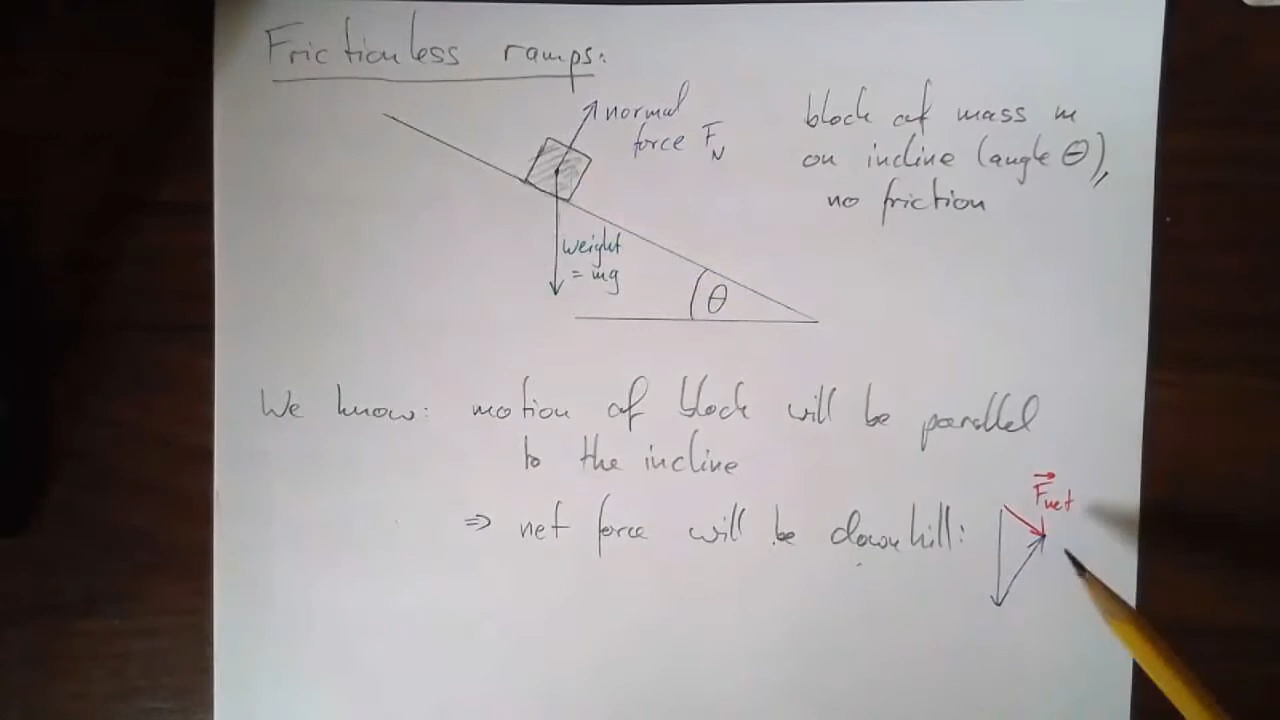 Frictionless ramps:
normal
force F_N
block of mass m
on incline (angle θ),
no friction
weight
= mg
θ
We know: motion of block will be parallel
to the incline
F⃗net
⇒ net force will be downhill: